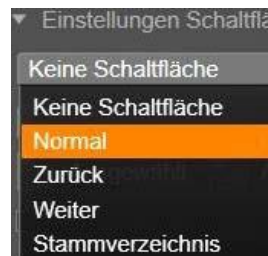 Einstellungen Schaltflä
Keine Schaltfläche
Keine Schaltfläche
Normal
Zurück
Weiter
Stammverzeichnis